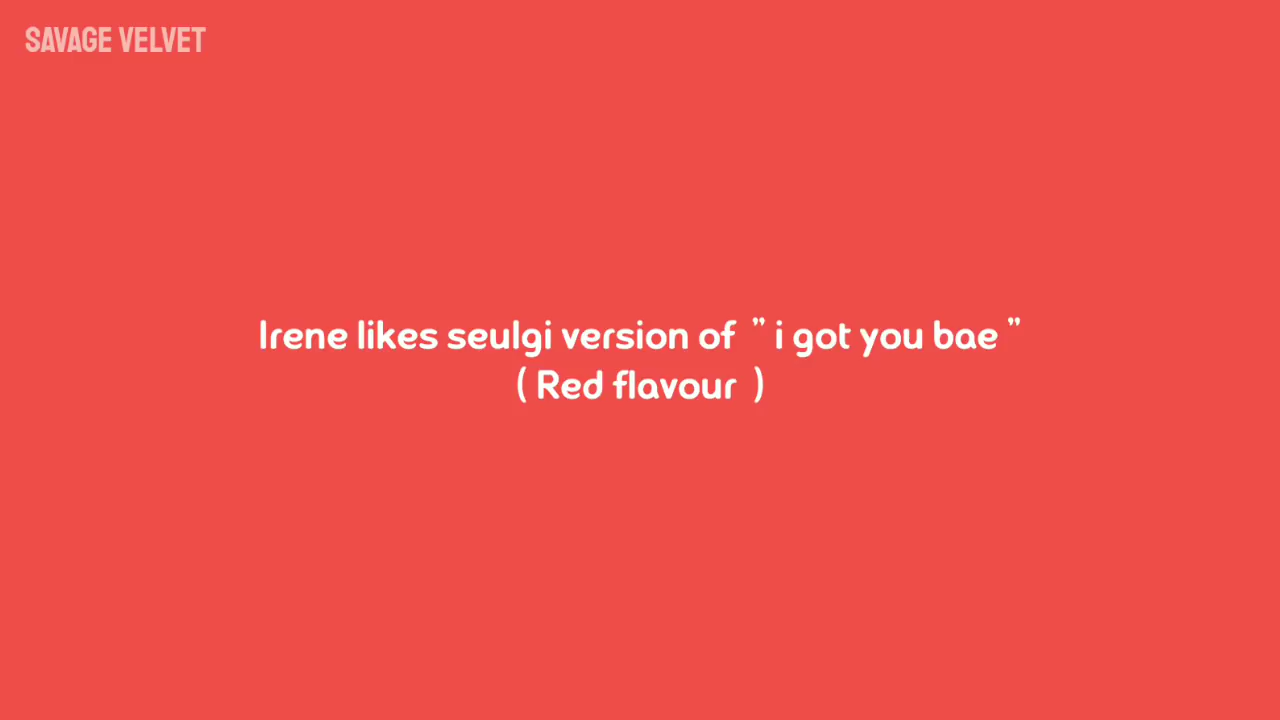 SAVAGE VELVET
Irene likes seulgi version of " i got you bae "
( Red flavour )